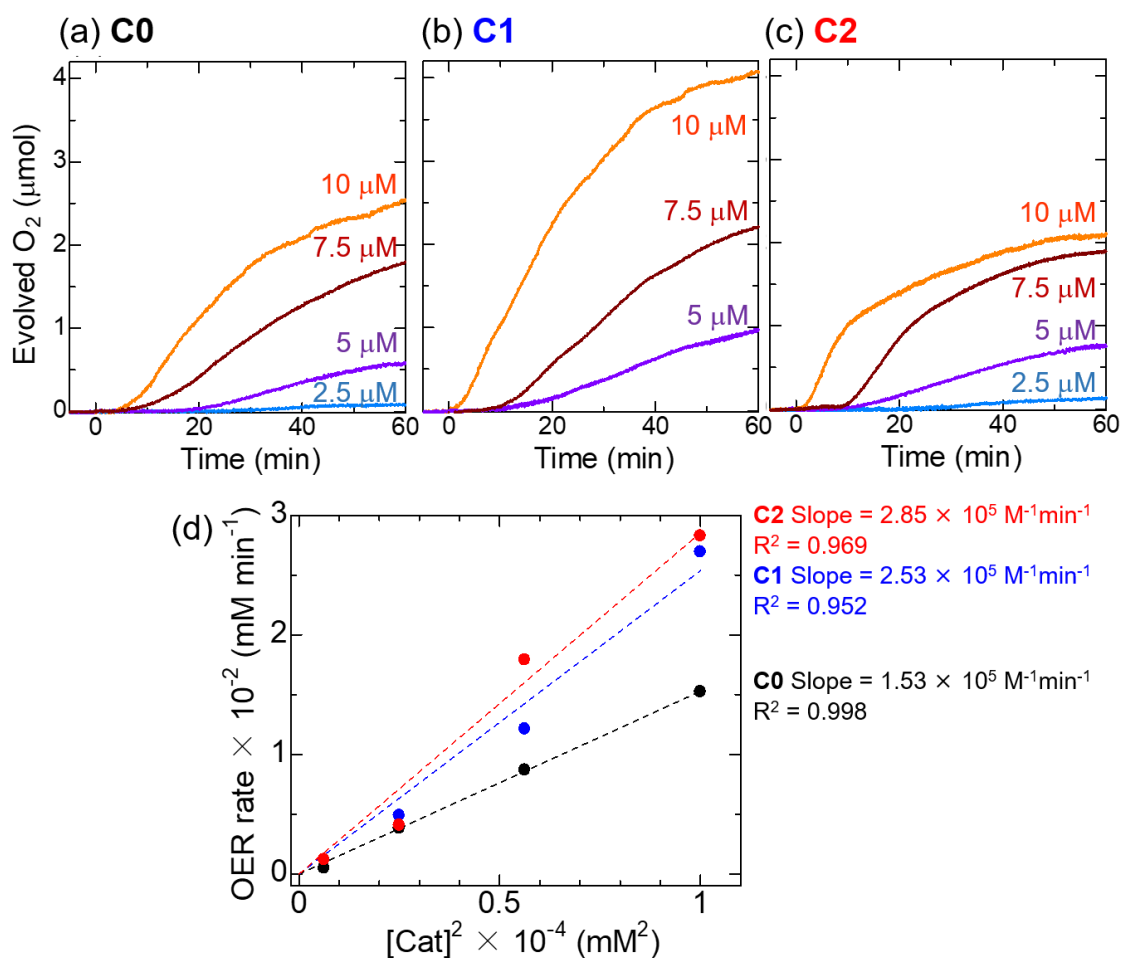 (a) C0
(b) C1
(c) C2
Evolved O₂ (μmol)
4
3
2
1
0
10 μM
7.5 μM
5 μM
2.5 μM
0 20 40 60
Time (min)
10 μM
7.5 μM
5 μM
0 20 40 60
Time (min)
10 μM
7.5 μM
5 μM
2.5 μM
0 20 40 60
Time (min)
(d)
OER rate × 10⁻² (mM min⁻¹)
3
2
1
0
0 0.5 1
[Cat]² × 10⁻⁴ (mM²)
C2 Slope = 2.85 × 10⁵ M⁻¹min⁻¹
R² = 0.969
C1 Slope = 2.53 × 10⁵ M⁻¹min⁻¹
R² = 0.952
C0 Slope = 1.53 × 10⁵ M⁻¹min⁻¹
R² = 0.998